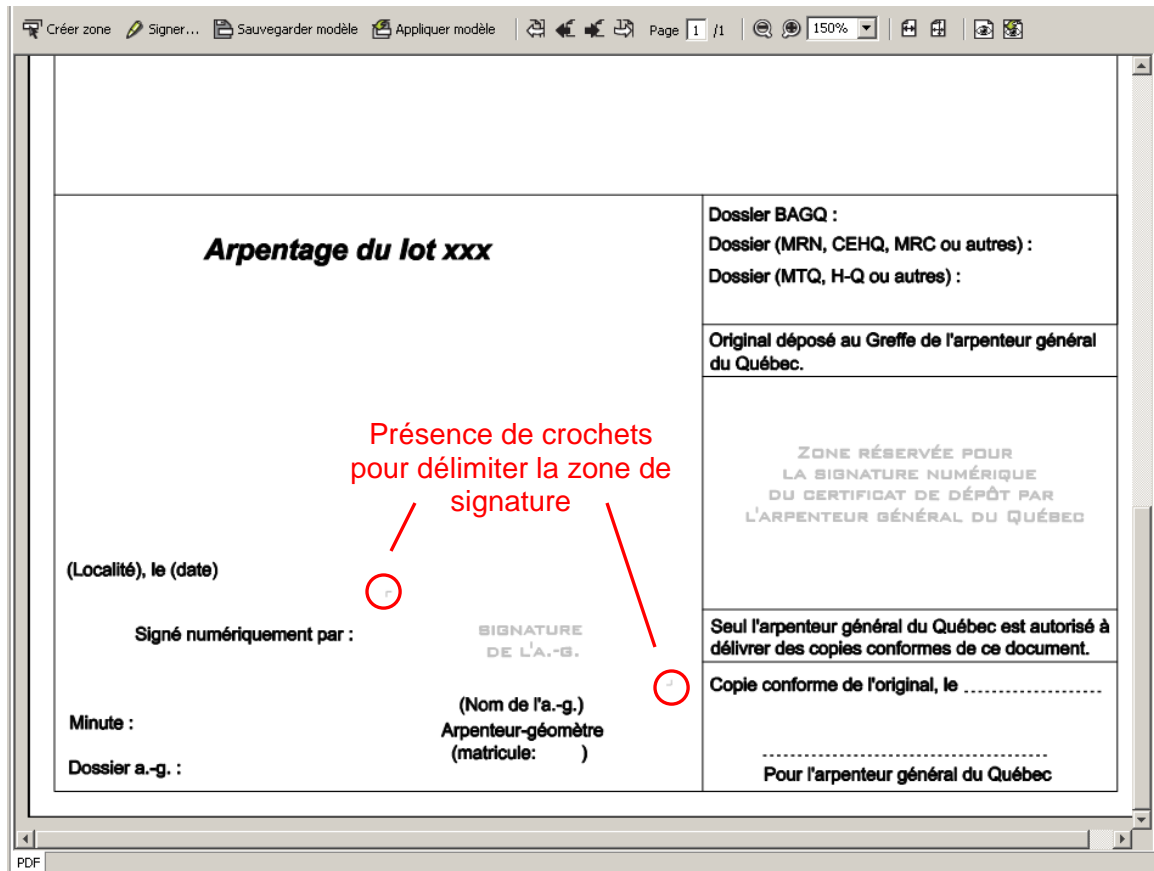 Créer zone Signer... Sauvegarder modèle Appliquer modèle Page 1 /1 150%
Arpentage du lot xxx
Dossier BAGQ :
Dossier (MRN, CEHQ, MRC ou autres) :
Dossier (MTQ, H-Q ou autres) :
Original déposé au Greffe de l'arpenteur général
du Québec.
Présence de crochets
pour délimiter la zone de
signature
ZONE RÉSERVÉE POUR
LA SIGNATURE NUMÉRIQUE
DU CERTIFICAT DE DÉPÔT PAR
L'ARPENTEUR GÉNÉRAL DU QUÉBEC
(Localité), le (date)
Signé numériquement par :
SIGNATURE
DE L'A.-G.
(Nom de l'a.-g.)
Arpenteur-géomètre
(matricule: )
Minute :
Dossier a.-g. :
Seul l'arpenteur général du Québec est autorisé à
délivrer des copies conformes de ce document.
Copie conforme de l'original, le ...................
.......................................
Pour l'arpenteur général du Québec
PDF